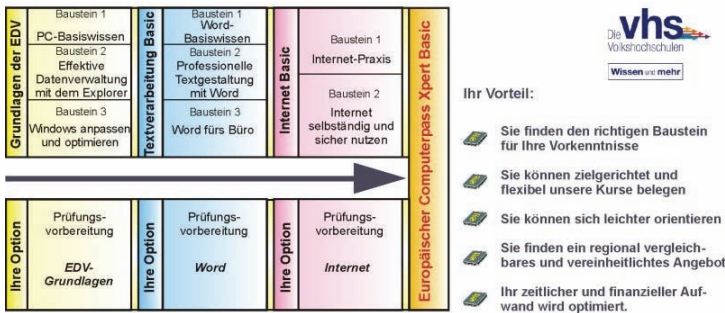 Grundlagen der EDV
Baustein 1
PC-Basiswissen
Baustein 2
Effektive
Datenverwaltung
mit dem Explorer
Baustein 3
Windows anpassen
und optimieren
Textverarbeitung Basic
Baustein 1
Word-
Basiswissen
Baustein 2
Professionelle
Textgestaltung
mit Word
Baustein 3
Word fürs Büro
Internet Basic
Baustein 1
Internet-Praxis
Baustein 2
Internet
selbständig und
sicher nutzen
Europäischer Computerpass Xpert Basic
Ihre Option
Prüfungs-
vorbereitung
EDV-
Grundlagen
Ihre Option
Prüfungs-
vorbereitung
Word
Ihre Option
Prüfungs-
vorbereitung
Internet
Die vhs
Volkshochschulen
Wissen und mehr
Ihr Vorteil:
Sie finden den richtigen Baustein
für Ihre Vorkenntnisse
Sie können zielgerichtet und
flexibel unsere Kurse belegen
Sie können sich leichter orientieren
Sie finden ein regional vergleich-
bares und vereinheitlichtes Angebot
Ihr zeitlicher und finanzieller Auf-
wand wird optimiert.